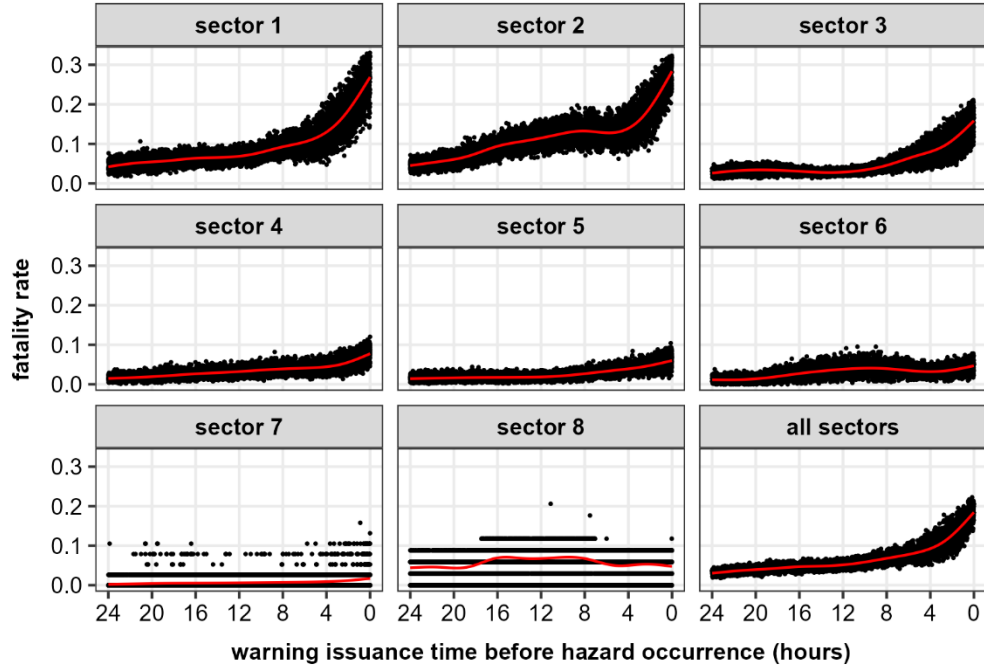 sector 1 sector 2 sector 3
0.3
0.2
0.1
0.0
sector 4 sector 5 sector 6
0.3
0.2
0.1
0.0
sector 7 sector 8 all sectors
0.3
0.2
0.1
0.0
24 20 16 12 8 4 0 24 20 16 12 8 4 0 24 20 16 12 8 4 0
fatality rate
warning issuance time before hazard occurrence (hours)